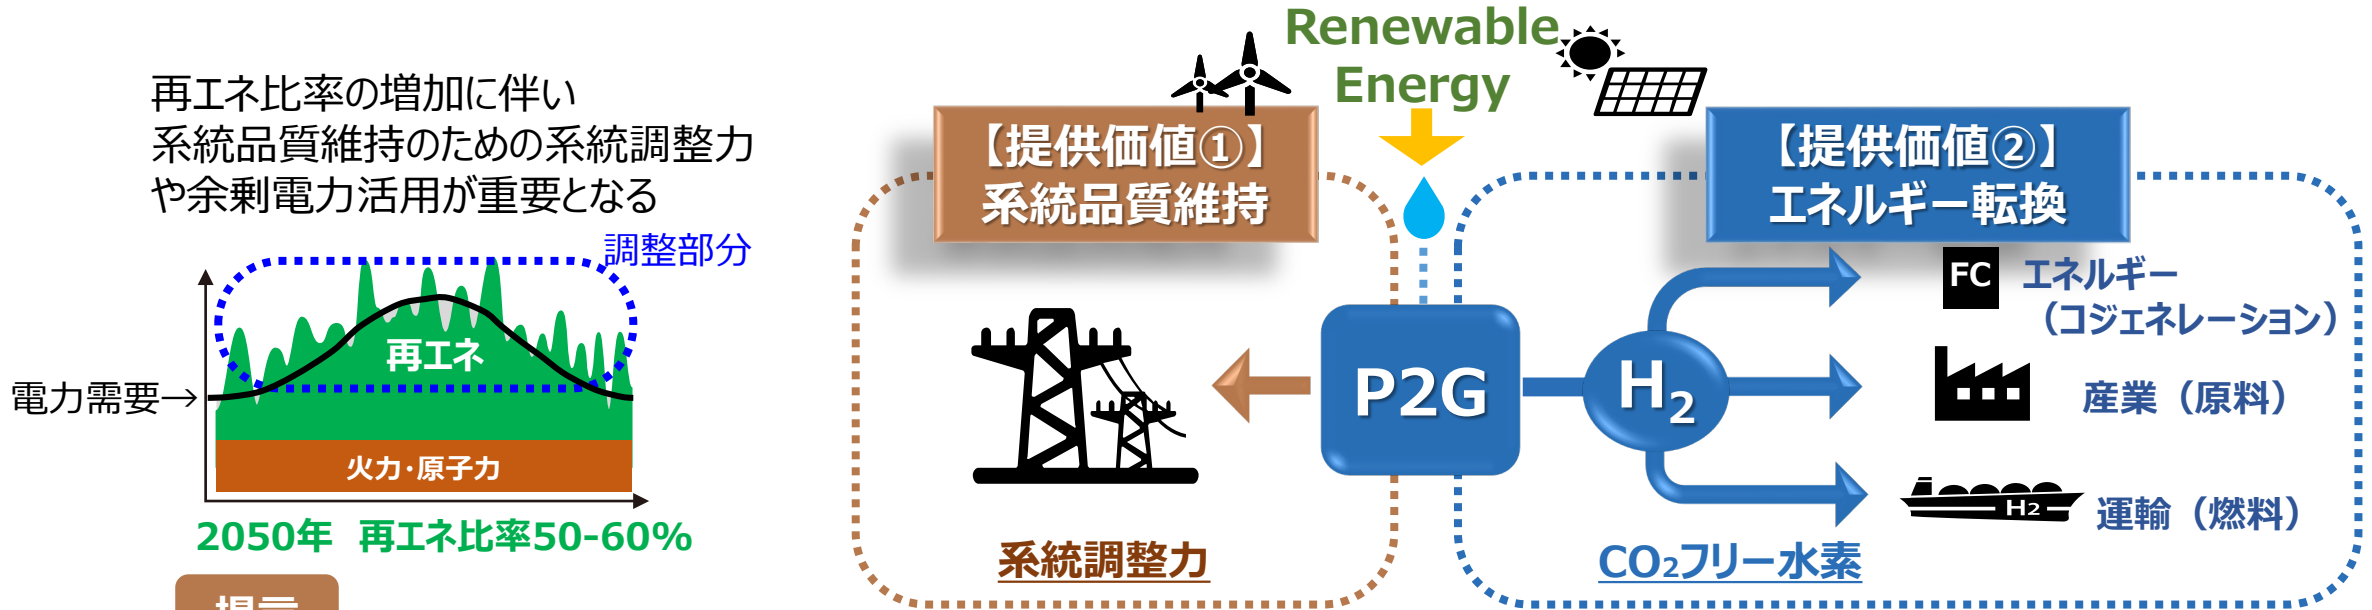 再エネ比率の増加に伴い
系統品質維持のための系統調整力
や余剰電力活用が重要となる
調整部分
再エネ
電力需要→
火力・原子力
2050年 再エネ比率50-60%
Renewable
Energy
【提供価値①】
系統品質維持
系統調整力
P2G
H₂
【提供価値②】
エネルギー転換
FC
エネルギー
（コジェネレーション）
産業（原料）
H2
運輸（燃料）
CO₂フリー水素